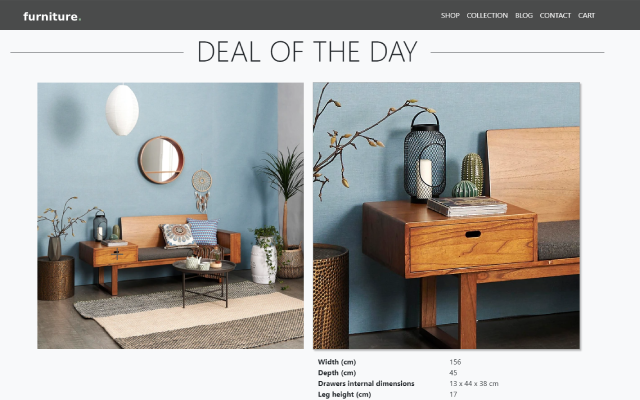 furniture.
SHOP COLLECTION BLOG CONTACT CART
DEAL OF THE DAY
Width (cm) 156
Depth (cm) 45
Drawers internal dimensions 13 x 44 x 38 cm
Leg height (cm) 17